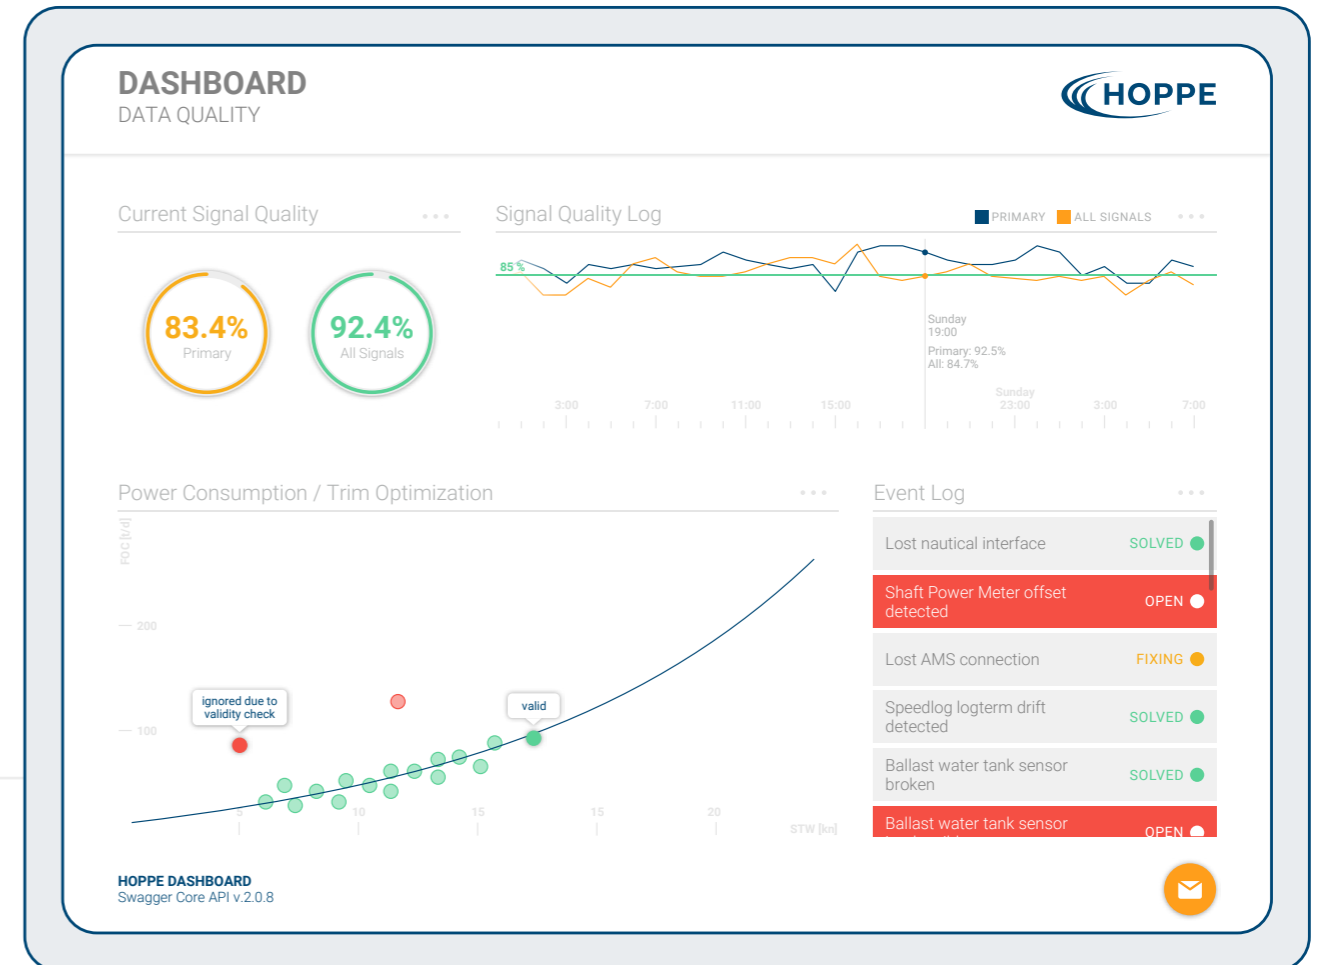 DASHBOARD
DATA QUALITY
HOPPE
Current Signal Quality
83.4%
Primary
92.4%
All Signals
Signal Quality Log
PRIMARY
ALL SIGNALS
85 %
Sunday
19:00
Primary: 92.5%
All: 84.7%
Sunday
3:00 7:00 11:00 15:00 23:00 3:00 7:00
Power Consumption / Trim Optimization
FOC [t/d]
200
100
ignored due to
validity check
valid
5 10 15 15 20
STW [kn]
Event Log
Lost nautical interface
SOLVED
Shaft Power Meter offset
detected
OPEN
Lost AMS connection
FIXING
Speedlog logterm drift
detected
SOLVED
Ballast water tank sensor
broken
SOLVED
Ballast water tank sensor
OPEN
HOPPE DASHBOARD
Swagger Core API v.2.0.8